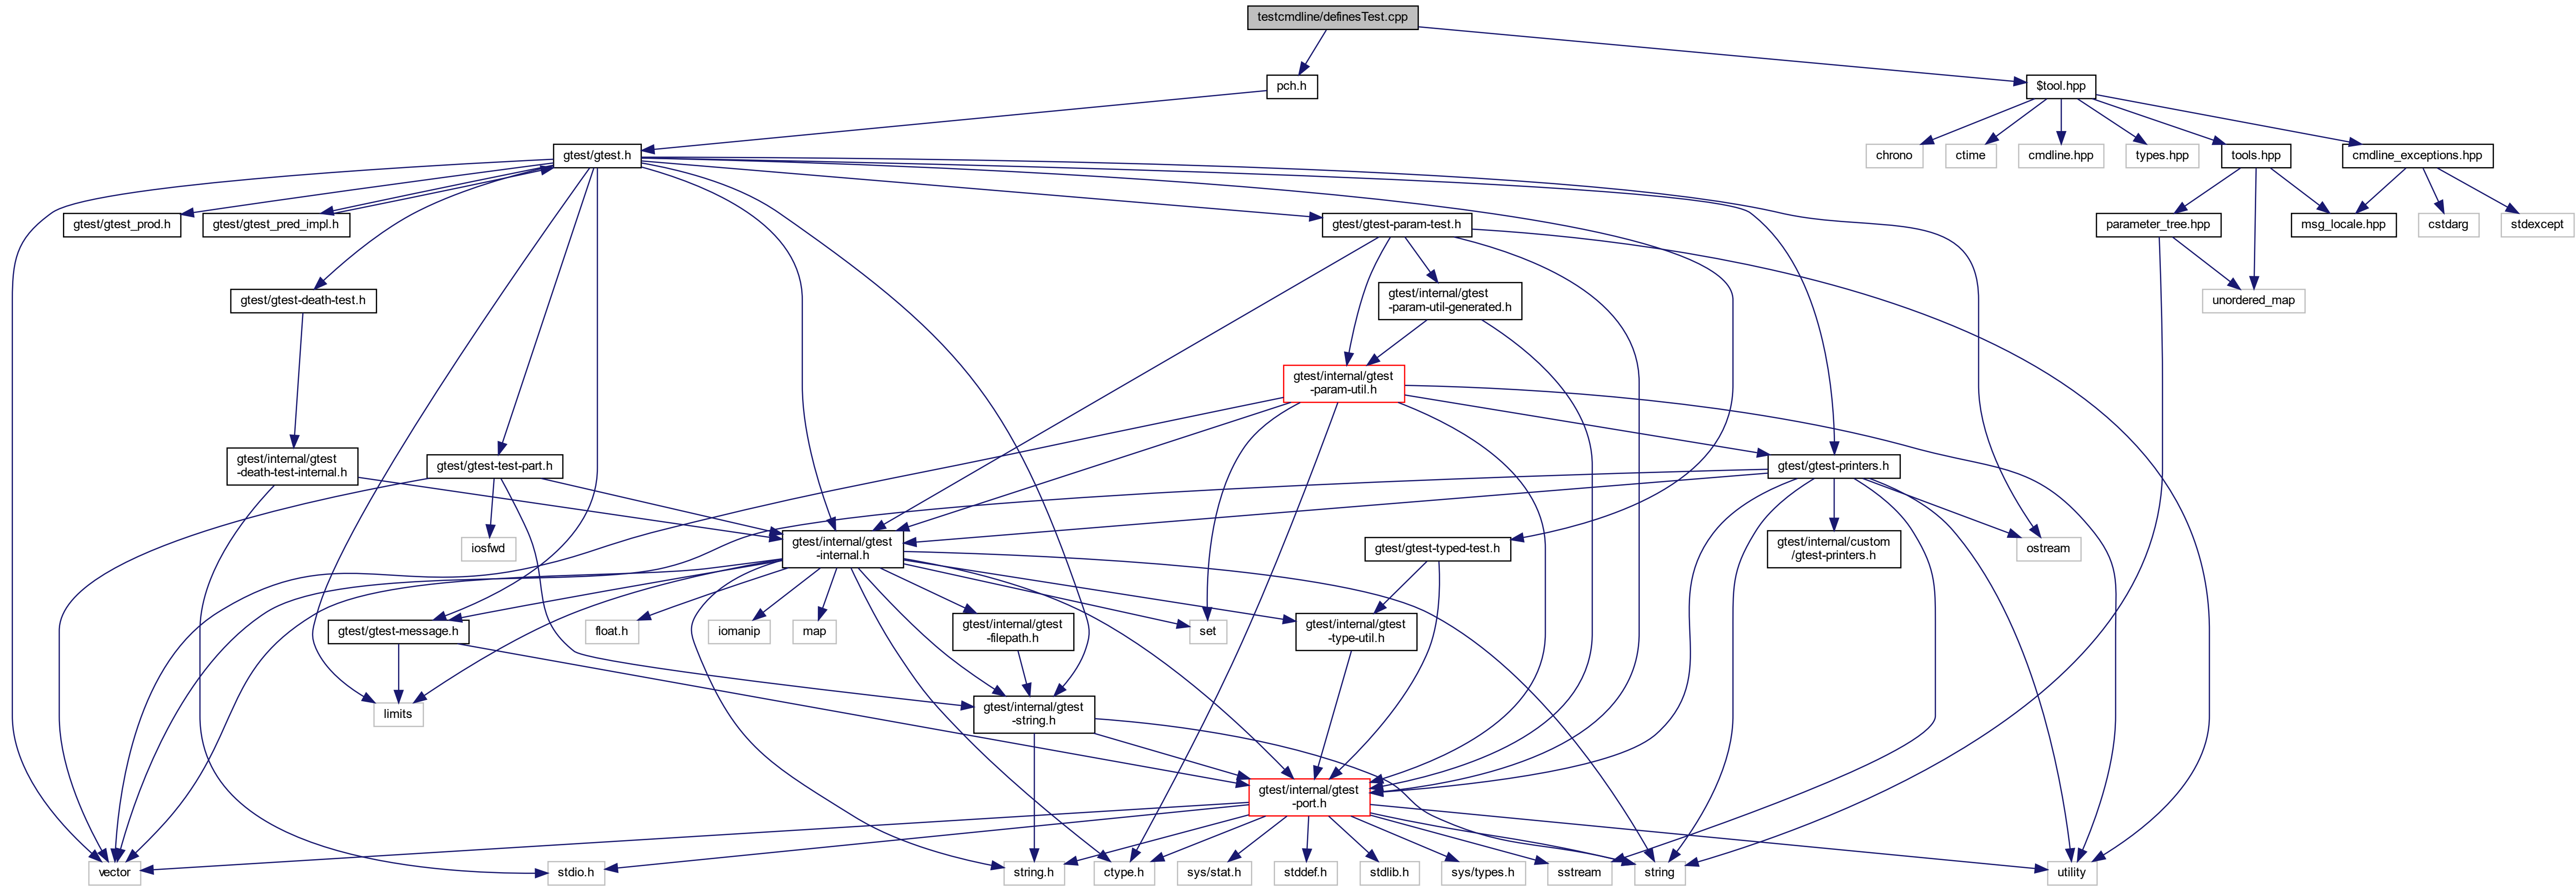 testcmdline/definesTest.cpp
pch.h
$tool.hpp
gtest/gtest.h
chrono
ctime
cmdline.hpp
types.hpp
tools.hpp
cmdline_exceptions.hpp
gtest/gtest_prod.h
gtest/gtest_pred_impl.h
gtest/gtest-param-test.h
parameter_tree.hpp
msg_locale.hpp
cstdarg
stdexcept
gtest/gtest-death-test.h
gtest/internal/gtest
-param-util-generated.h
unordered_map
gtest/internal/gtest
-param-util.h
gtest/internal/gtest
-death-test-internal.h
gtest/gtest-test-part.h
gtest/gtest-printers.h
iosfwd
gtest/internal/gtest
-internal.h
gtest/gtest-typed-test.h
gtest/internal/custom
/gtest-printers.h
ostream
gtest/gtest-message.h
float.h
iomanip
map
gtest/internal/gtest
-filepath.h
set
gtest/internal/gtest
-type-util.h
limits
gtest/internal/gtest
-string.h
gtest/internal/gtest
-port.h
vector
stdio.h
string.h
ctype.h
sys/stat.h
stddef.h
stdlib.h
sys/types.h
sstream
string
utility